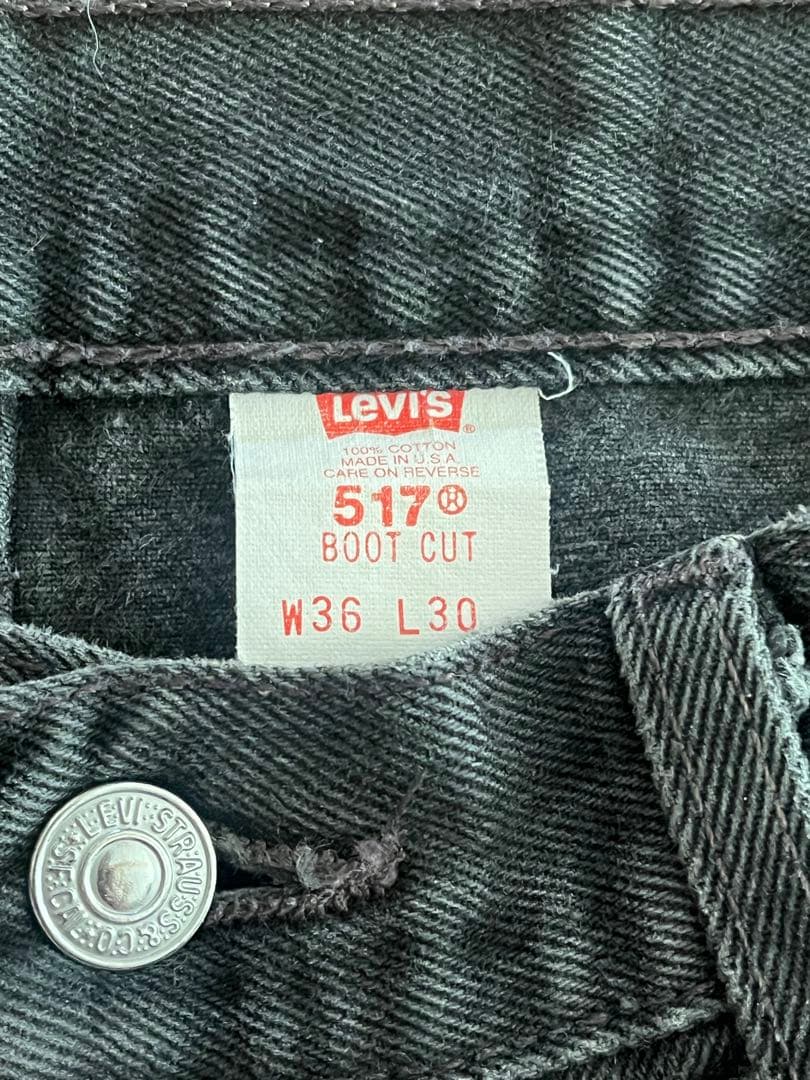 Levi's®
100% COTTON
MADE IN U.S.A.
CARE ON REVERSE
517®
BOOT CUT
W36 L30
LEVI STRAUSS & CO. S.F. CAL.